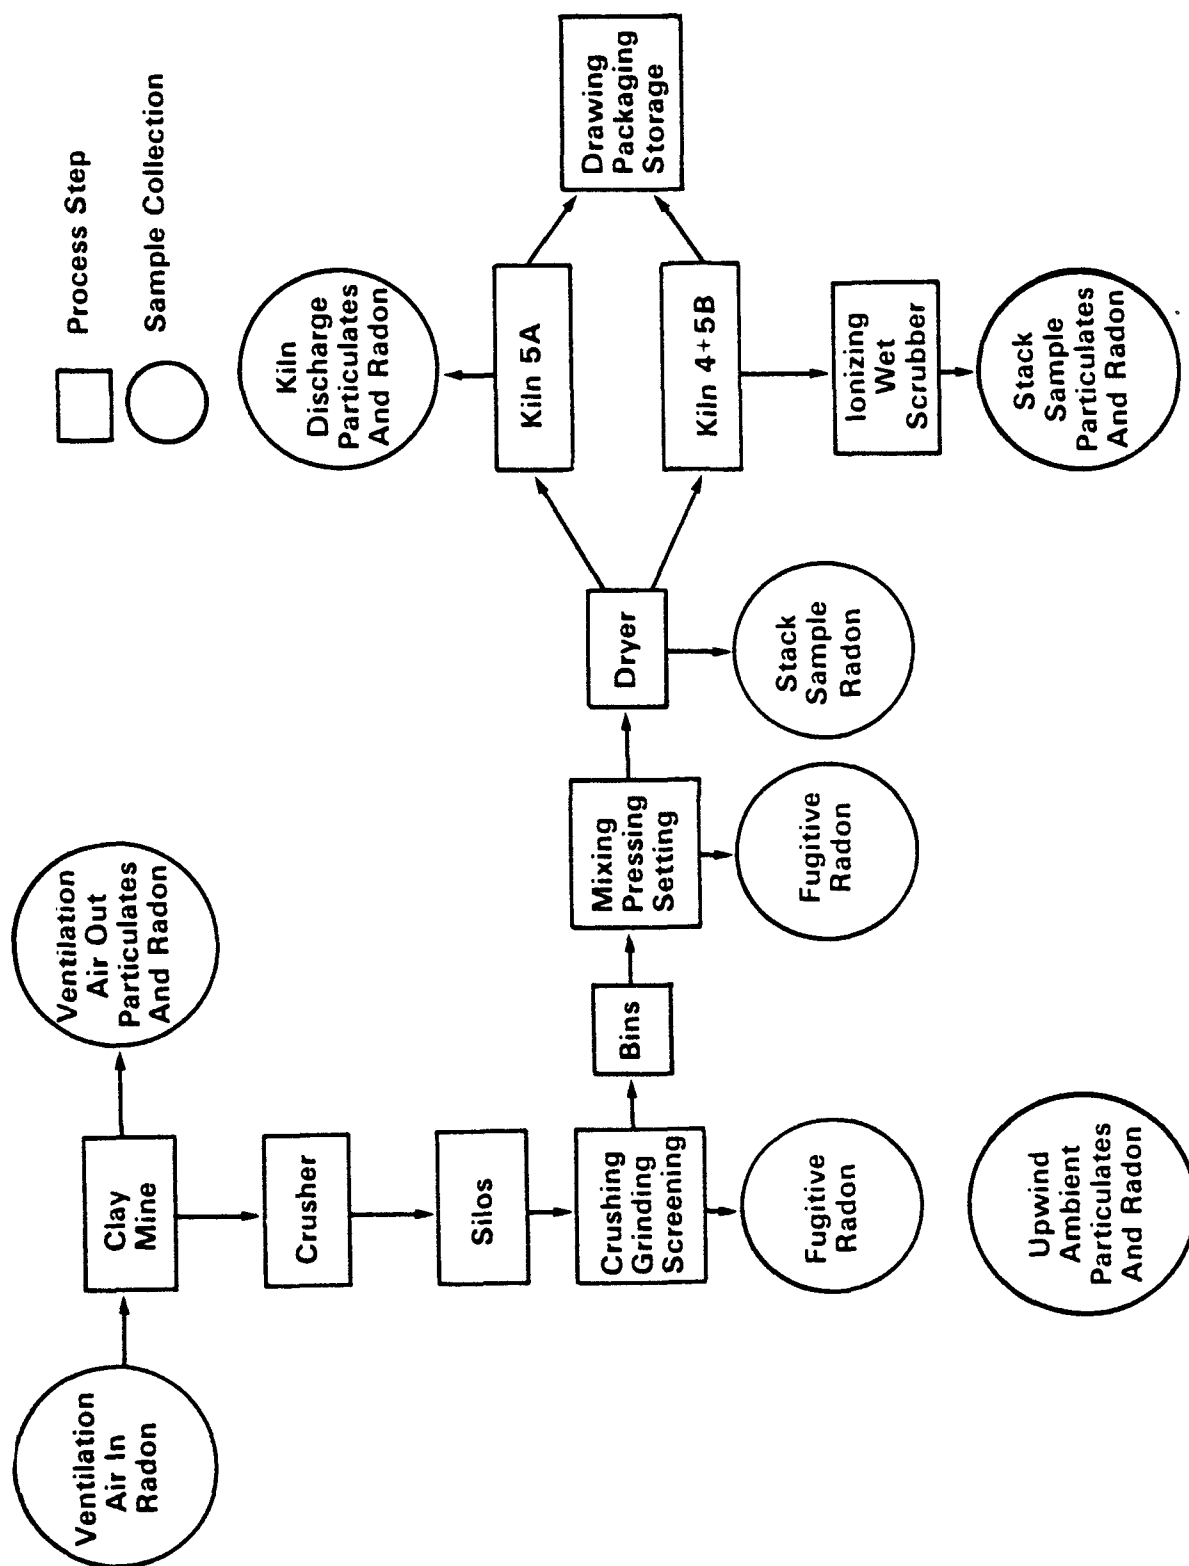 Process Step
Sample Collection
Ventilation
Air In
Radon
Clay
Mine
Ventilation
Air Out
Particulates
And Radon
Crusher
Silos
Crushing
Grinding
Screening
Fugitive
Radon
Bins
Mixing
Pressing
Setting
Fugitive
Radon
Dryer
Stack
Sample
Radon
Kiln 5A
Kiln
Discharge
Particulates
And Radon
Kiln 4+5B
Ionizing
Wet
Scrubber
Stack
Sample
Particulates
And Radon
Drawing
Packaging
Storage
Upwind
Ambient
Particulates
And Radon